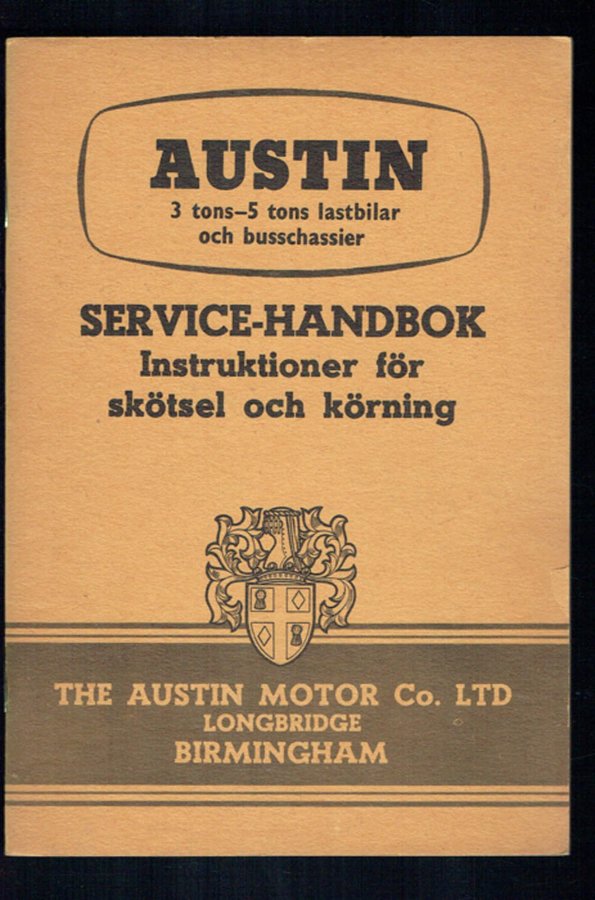 AUSTIN
3 tons–5 tons lastbilar
och busschassier
SERVICE-HANDBOK
Instruktioner för
skötsel och körning
THE AUSTIN MOTOR Co. LTD
LONGBRIDGE
BIRMINGHAM